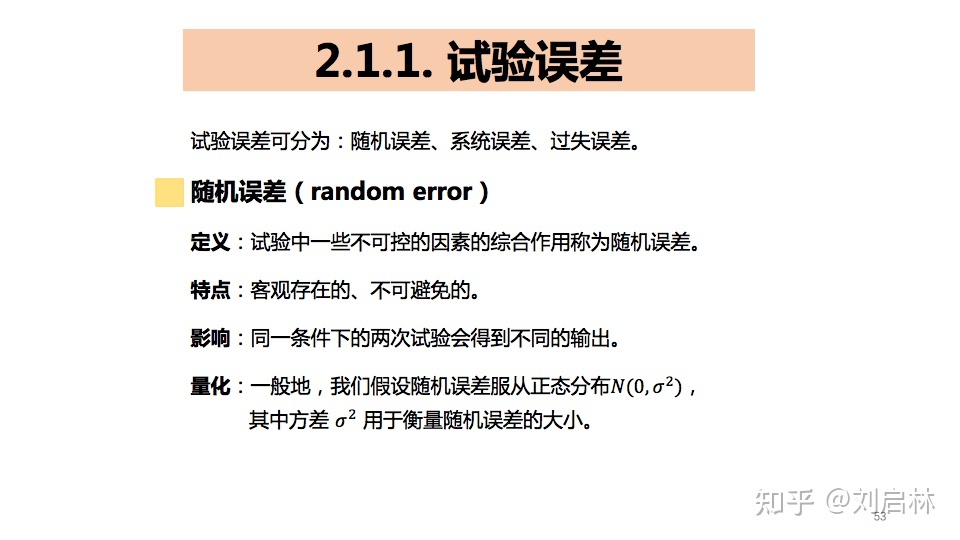 2.1.1. 试验误差
试验误差可分为：随机误差、系统误差、过失误差。
随机误差（random error）
定义：试验中一些不可控的因素的综合作用称为随机误差。
特点：客观存在的、不可避免的。
影响：同一条件下的两次试验会得到不同的输出。
量化：一般地，我们假设随机误差服从正态分布N(0, σ²)，
其中方差 σ² 用于衡量随机误差的大小。
知乎 @刘启林
53